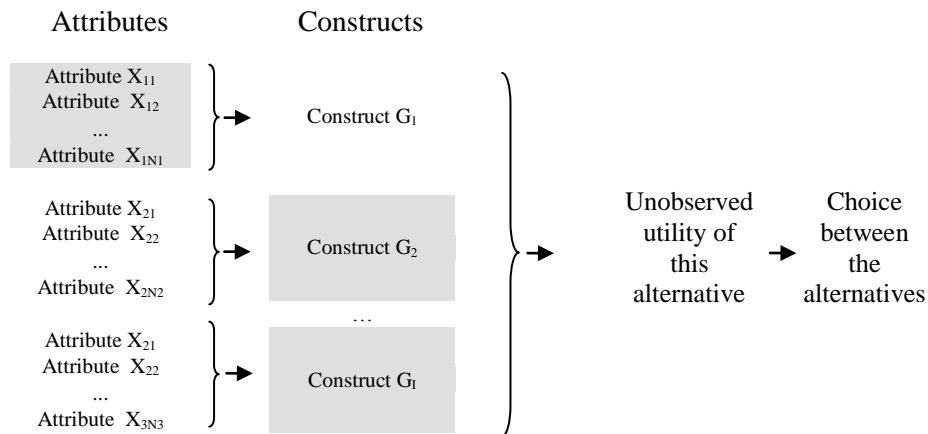 Attributes
Constructs
Attribute X11
Attribute X12
...
Attribute X1N1
Construct G1
Attribute X21
Attribute X22
...
Attribute X2N2
Construct G2
...
Attribute X21
Attribute X22
...
Attribute X3N3
Construct GI
Unobserved
utility of
this
alternative
Choice
between
the
alternatives